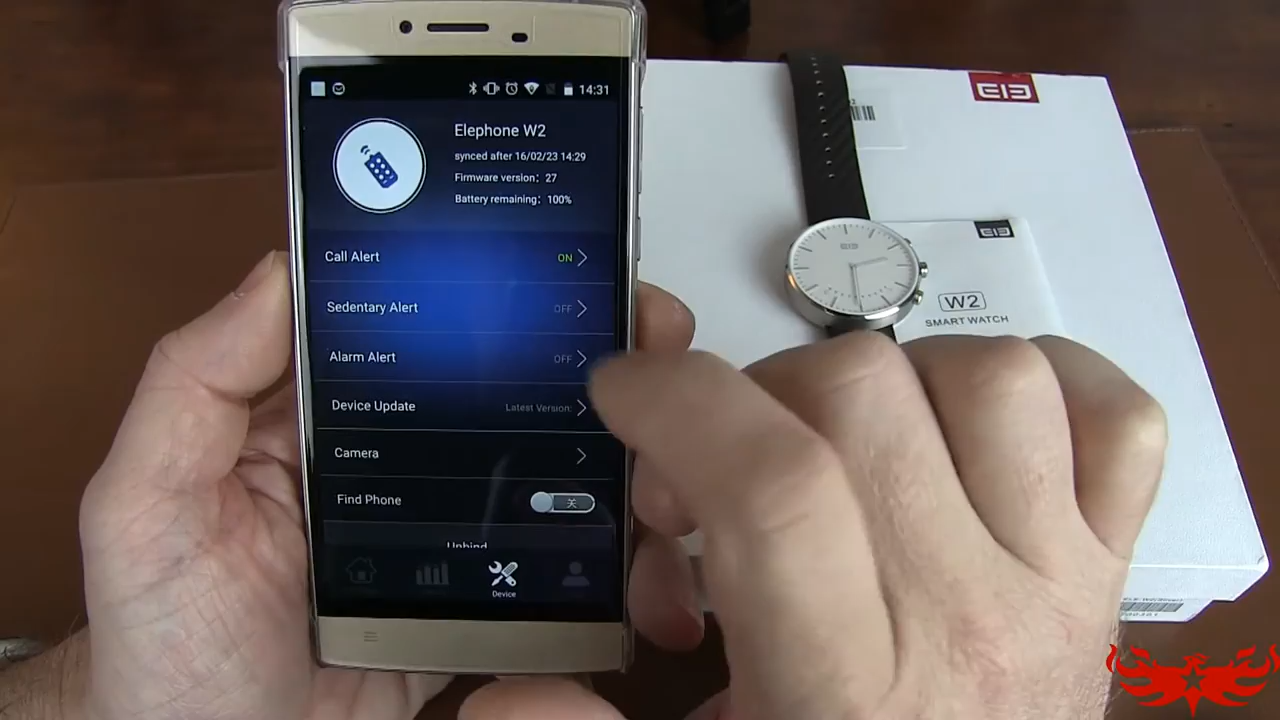 14:31
Elephone W2
synced after 16/02/23 14:29
Firmware version: 27
Battery remaining: 100%
Call Alert ON
Sedentary Alert OFF
Alarm Alert OFF
Device Update Latest Version:
Camera
Find Phone 关
Unbind
Device
W2
SMART WATCH